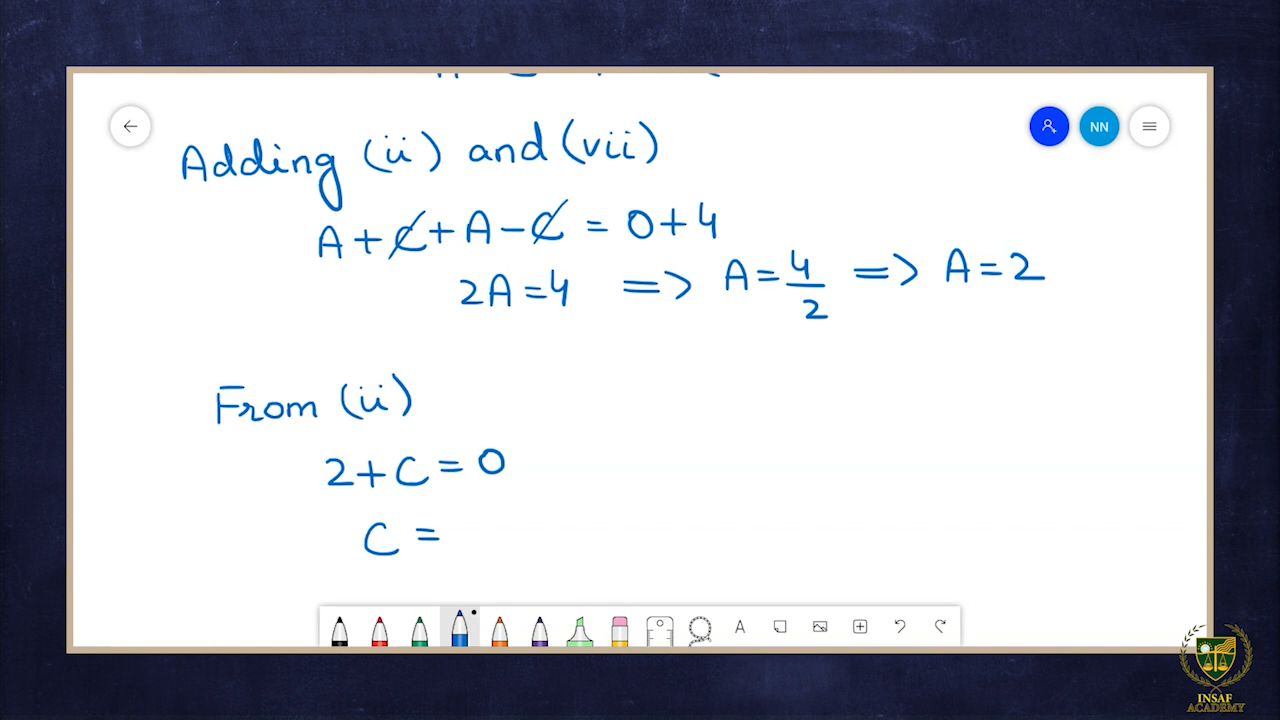 Adding (ii) and (vii)
A + C + A - C = 0 + 4
2A = 4 => A = 4/2 => A = 2
From (ii)
2 + C = 0
C =
NN
A
INSAF
ACADEMY